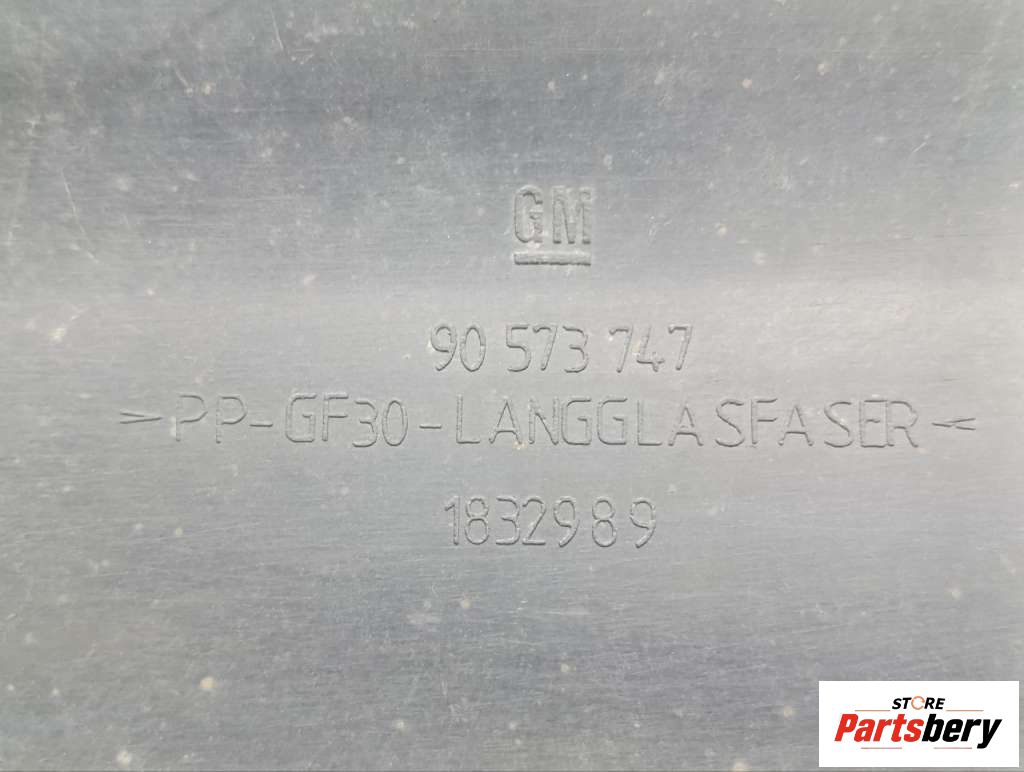 GM
90 573 747
>PP-GF30-LANGGLASFASER<
1832989
STORE
Partsbery